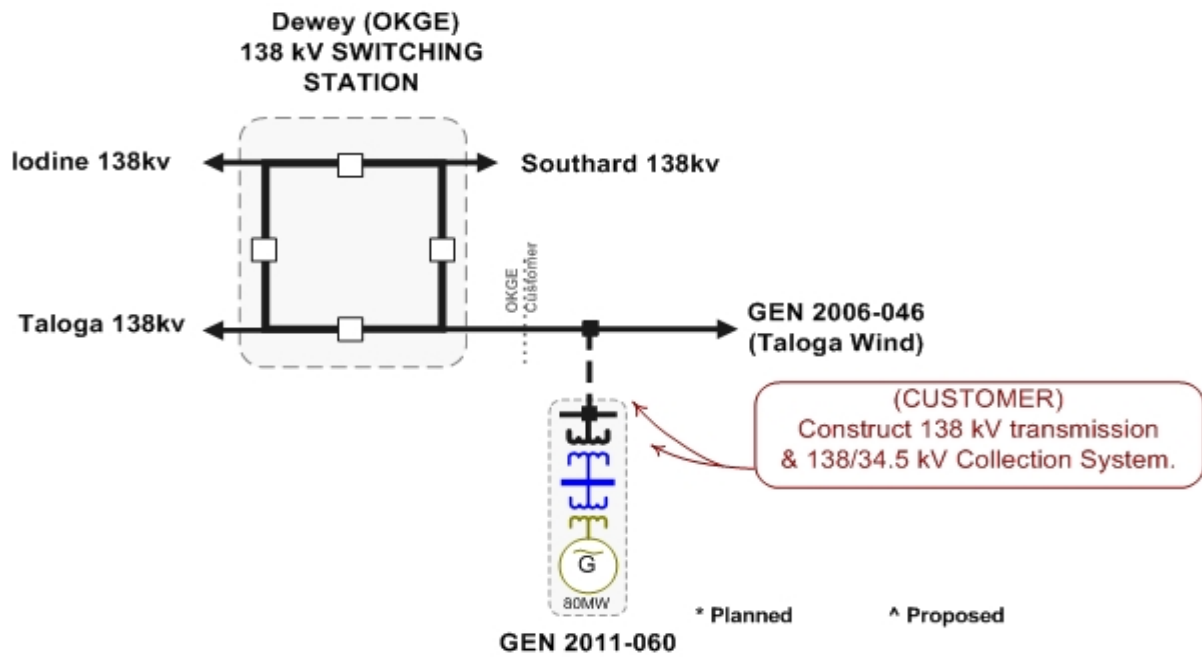 Dewey (OKGE)
138 kV SWITCHING
STATION
Iodine 138kv
Southard 138kv
OKGE
Customer
Taloga 138kv
GEN 2006-046
(Taloga Wind)
(CUSTOMER)
Construct 138 kV transmission
& 138/34.5 kV Collection System.
G
80MW
* Planned
^ Proposed
GEN 2011-060